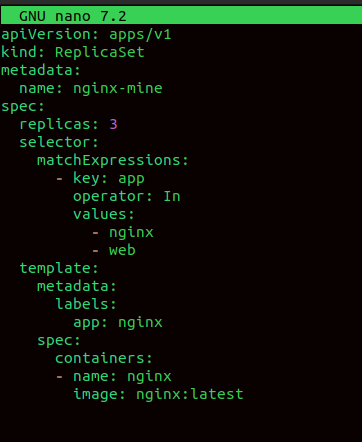 GNU nano 7.2
apiVersion: apps/v1
kind: ReplicaSet
metadata:
  name: nginx-mine
spec:
  replicas: 3
  selector:
    matchExpressions:
      - key: app
        operator: In
        values:
          - nginx
          - web
  template:
    metadata:
      labels:
        app: nginx
    spec:
      containers:
      - name: nginx
        image: nginx:latest